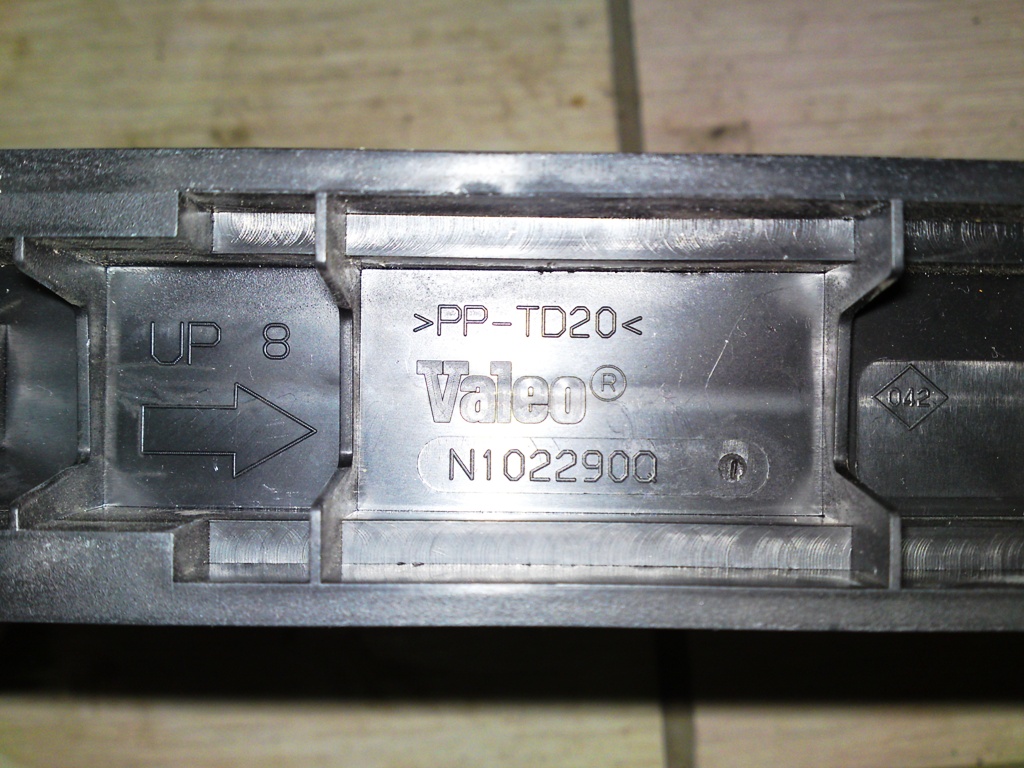 UP 8
>PP-TD20<
Valeo®
N102290Q
042